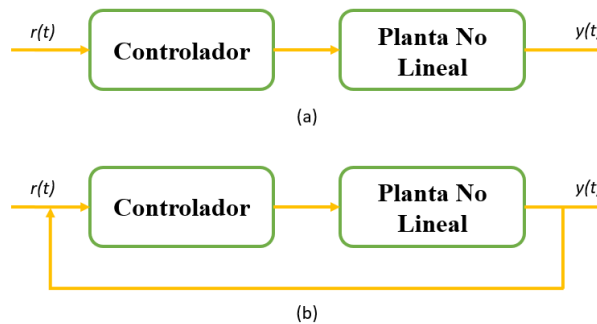 r(t)
Controlador
Planta No
Lineal
y(t)
(a)
r(t)
Controlador
Planta No
Lineal
y(t)
(b)